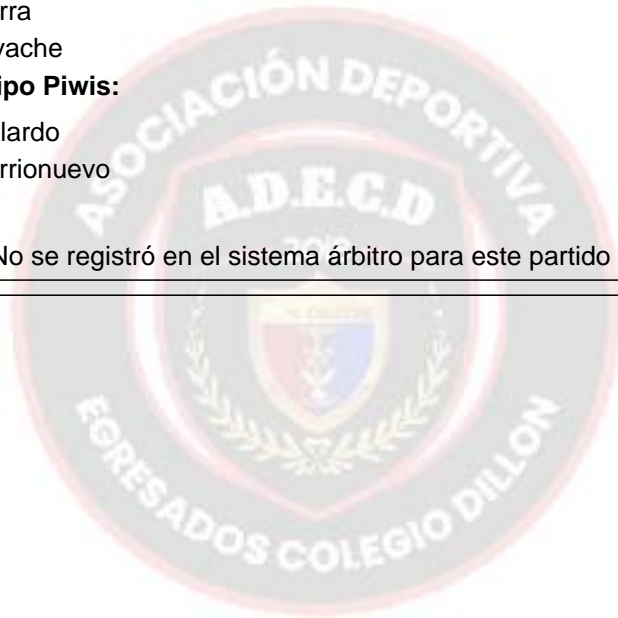 rra
vache
ipo Piwis:
lardo
rrionuevo
No se registró en el sistema árbitro para este partido
ASOCIACIÓN DEPORTIVA
A.D.E.C.D
EGRESADOS COLEGIO DILLON